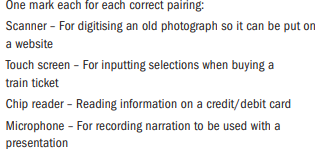 One mark each for each correct pairing:
Scanner – For digitising an old photograph so it can be put on
a website
Touch screen – For inputting selections when buying a
train ticket
Chip reader – Reading information on a credit/debit card
Microphone – For recording narration to be used with a
presentation